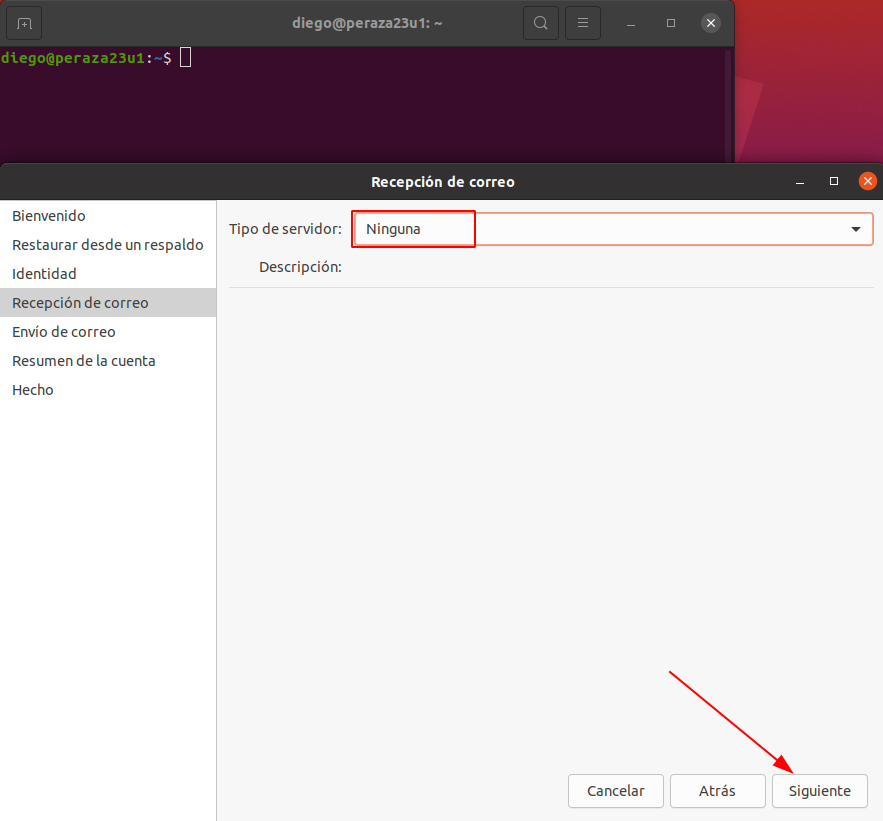 diego@peraza23u1: ~
diego@peraza23u1:~$
Recepción de correo
Bienvenido
Restaurar desde un respaldo
Identidad
Recepción de correo
Envío de correo
Resumen de la cuenta
Hecho
Tipo de servidor: Ninguna
Descripción:
Cancelar Atrás Siguiente